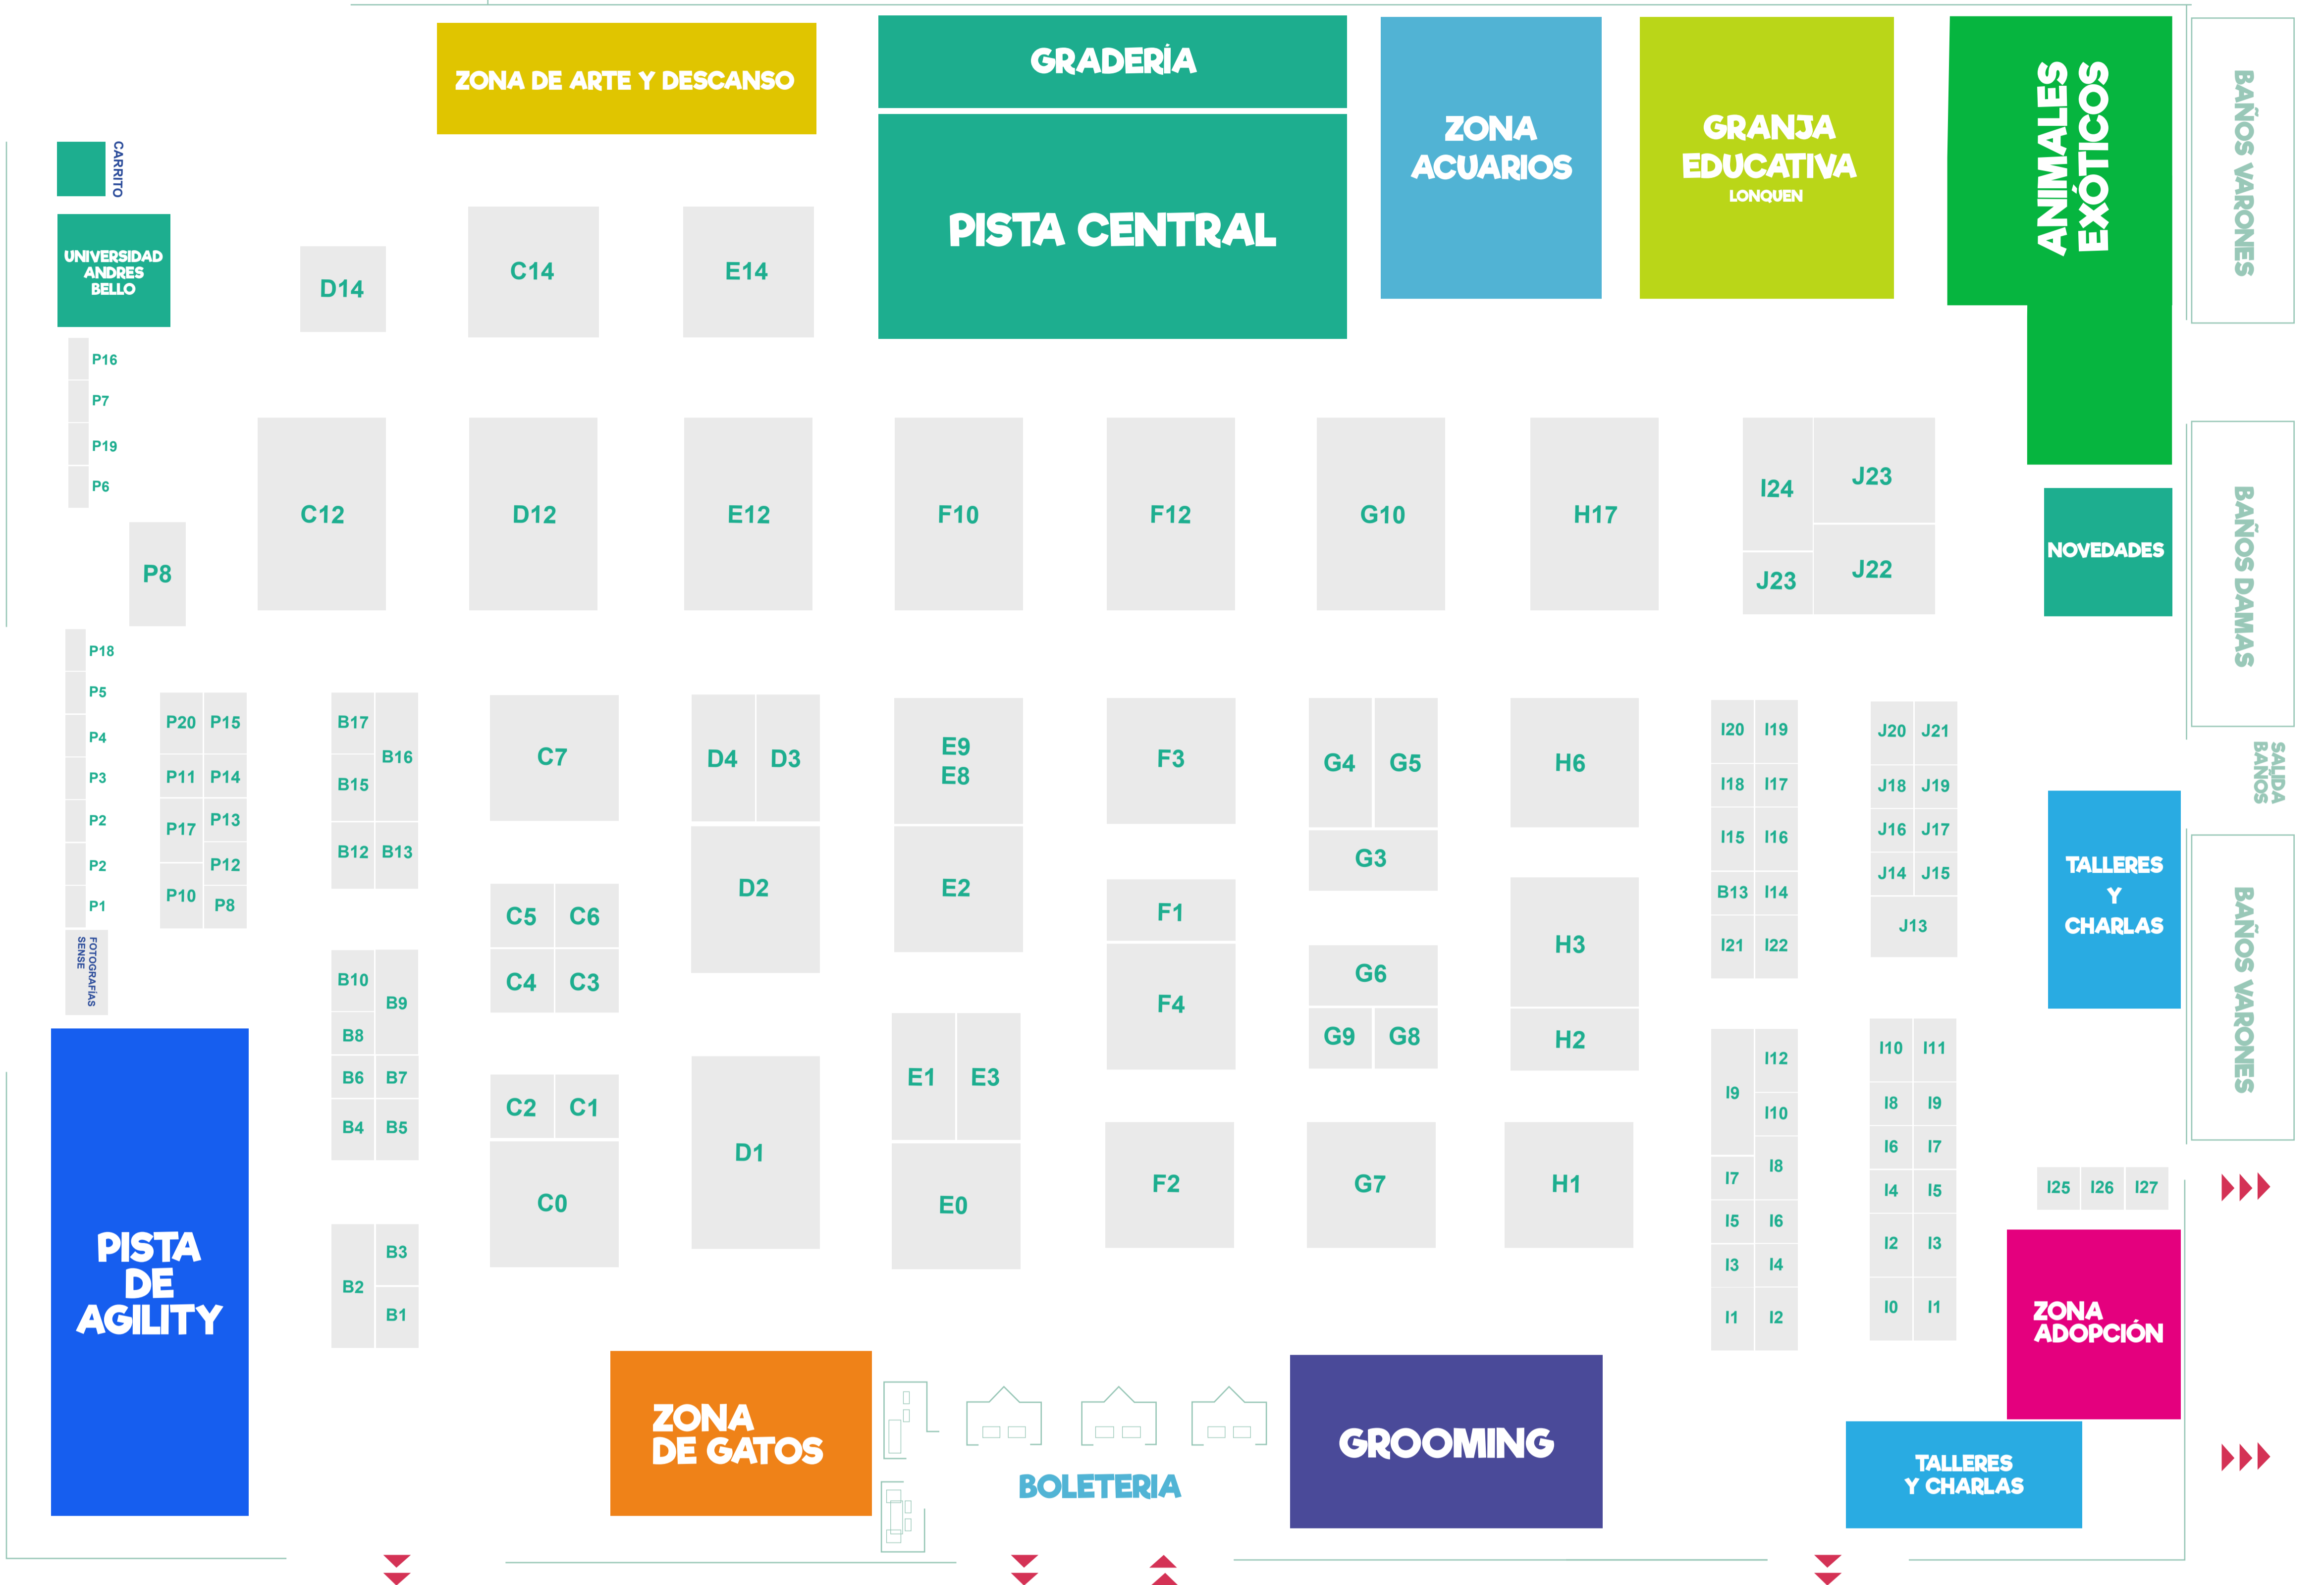 ZONA DE ARTE Y DESCANSO
GRADERÍA
PISTA CENTRAL
ZONA
ACUARIOS
GRANJA
EDUCATIVA
LONQUEN
ANIMALES
EXÓTICOS
BAÑOS VARONES
CARRITO
UNIVERSIDAD
ANDRES
BELLO
D14
C14
E14
P16
P7
P19
P6
P8
C12
D12
E12
F10
F12
G10
H17
I24
J23
J23
J22
NOVEDADES
BAÑOS DAMAS
P18
P5
P4
P3
P2
P2
P1
FOTOGRAFÍAS
SENSE
P20
P15
P11
P14
P17
P13
P12
P10
P8
B17
B16
B15
B12
B13
B10
B9
B8
B6
B7
B4
B5
B3
B2
B1
C7
C5
C6
C4
C3
C2
C1
C0
D4
D3
D2
D1
E9
E8
E2
E1
E3
E0
F3
F1
F4
F2
G4
G5
G3
G6
G9
G8
G7
H6
H3
H2
H1
I20
I19
I18
I17
I15
I16
B13
I14
I21
I22
I12
I9
I10
I8
I7
I5
I6
I3
I4
I1
I2
J20
J21
J18
J19
J16
J17
J14
J15
J13
I10
I11
I8
I9
I6
I7
I4
I5
I2
I3
I0
I1
SALIDA
BAÑOS
TALLERES
Y
CHARLAS
BAÑOS VARONES
I25
I26
I27
ZONA
ADOPCIÓN
PISTA
DE
AGILITY
ZONA
DE GATOS
BOLETERIA
GROOMING
TALLERES
Y CHARLAS